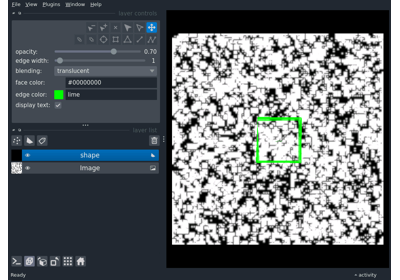 File View Plugins Window Help
layer controls
opacity: 0.70
edge width: 1
blending: translucent
face color: #00000000
edge color: lime
display text:
layer list
shape
Image
Ready
activity